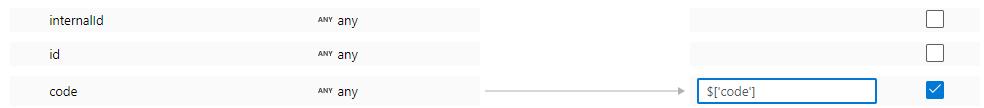 internalId ANY any
id ANY any
code ANY any $['code']